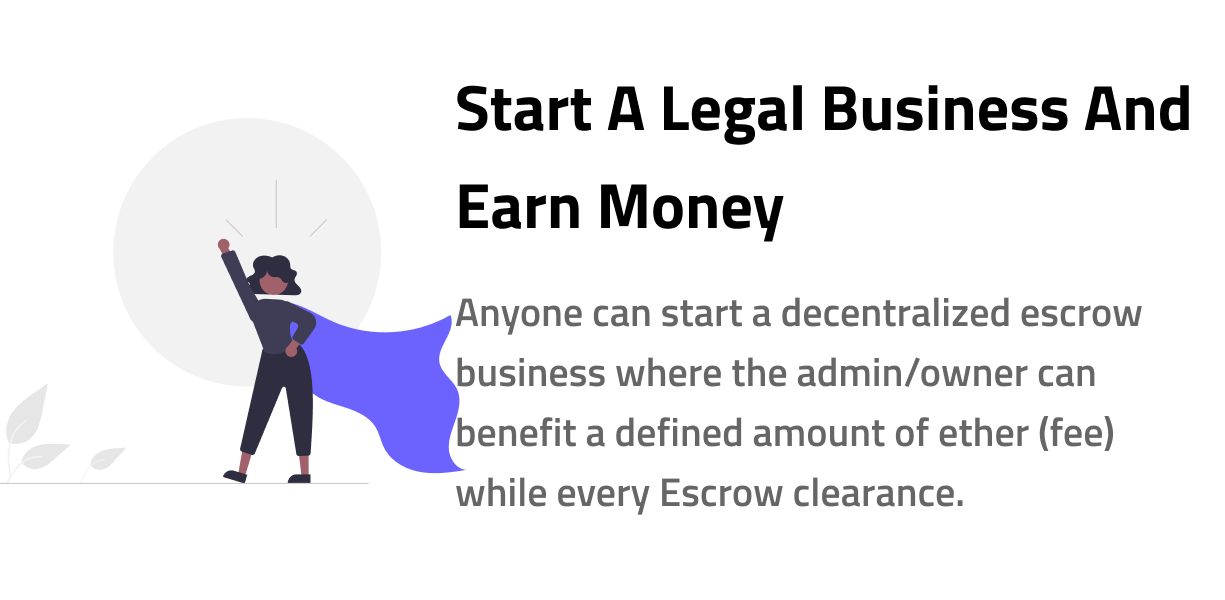 Start A Legal Business And
Earn Money
Anyone can start a decentralized escrow
business where the admin/owner can
benefit a defined amount of ether (fee)
while every Escrow clearance.